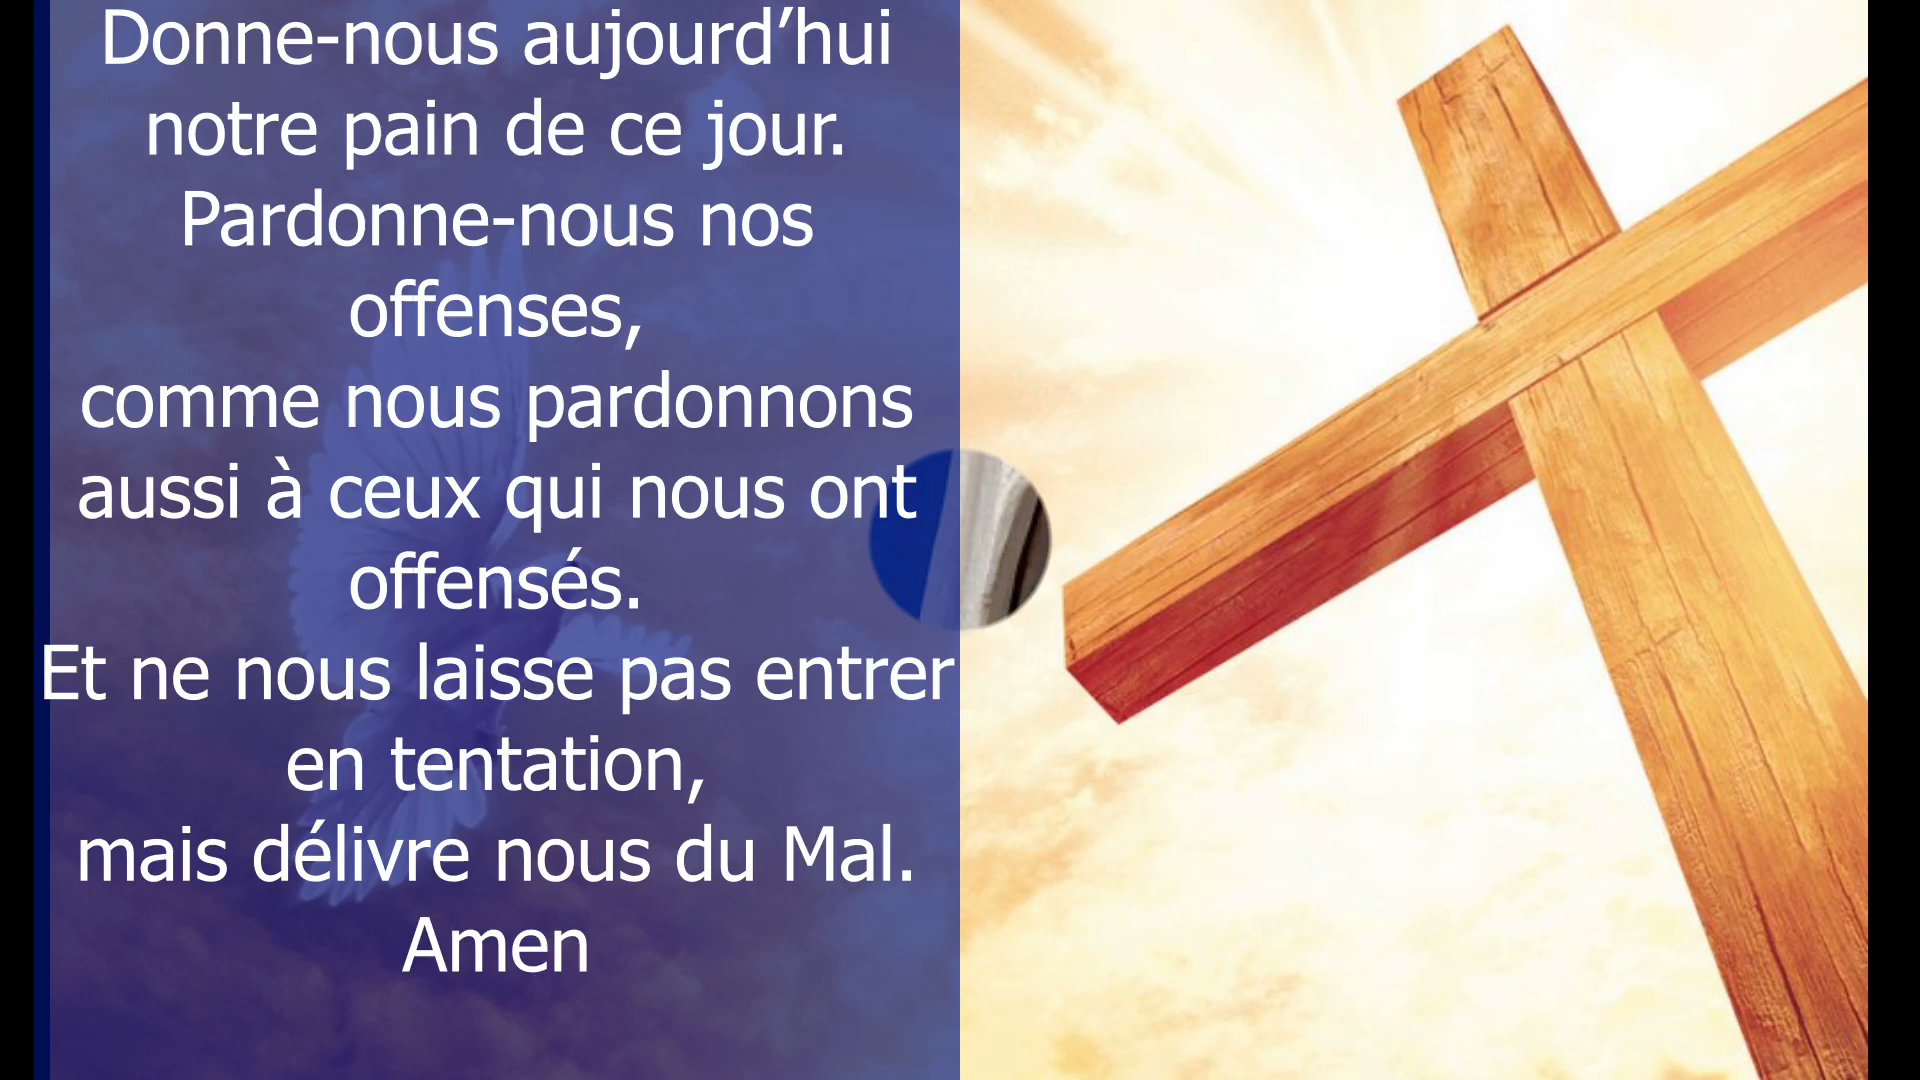 Donne-nous aujourd’hui
notre pain de ce jour.
Pardonne-nous nos
offenses,
comme nous pardonnons
aussi à ceux qui nous ont
offensés.
Et ne nous laisse pas entrer
en tentation,
mais délivre nous du Mal.
Amen